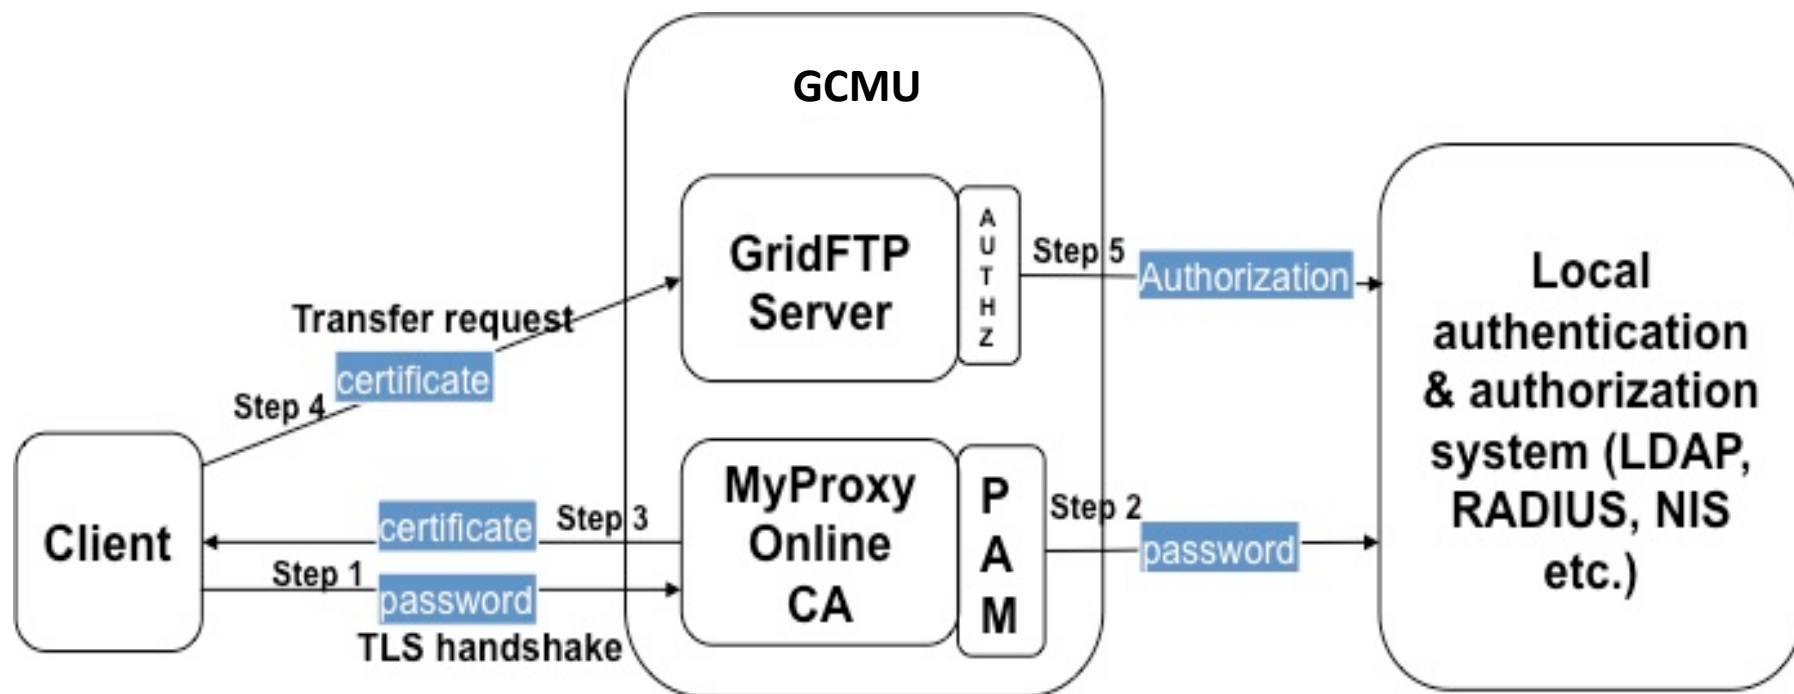 GCMU
GridFTP
Server
A
U
T
H
Z
Step 5
Authorization
Transfer request
certificate
Step 4
Client
certificate
Step 3
Step 1
password
TLS handshake
MyProxy
Online
CA
P
A
M
Step 2
password
Local
authentication
& authorization
system (LDAP,
RADIUS, NIS
etc.)